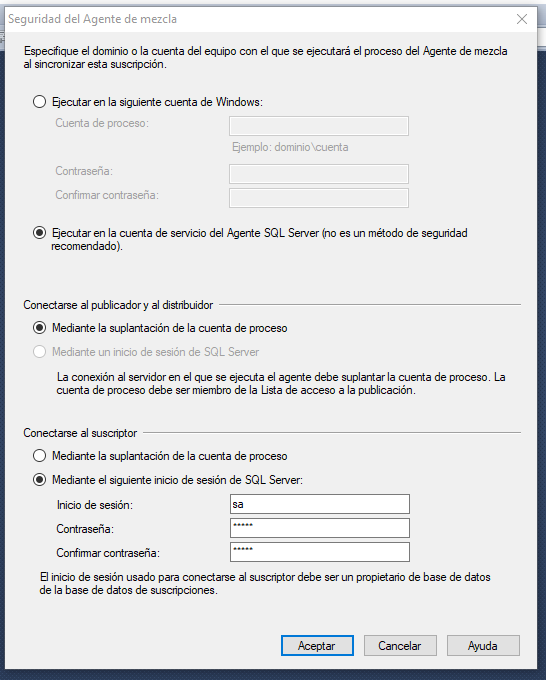 Seguridad del Agente de mezcla
Especifique el dominio o la cuenta del equipo con el que se ejecutará el proceso del Agente de mezcla
al sincronizar esta suscripción.
Ejecutar en la siguiente cuenta de Windows:
Cuenta de proceso:
Ejemplo: dominio\cuenta
Contraseña:
Confirmar contraseña:
Ejecutar en la cuenta de servicio del Agente SQL Server (no es un método de seguridad
recomendado).
Conectarse al publicador y al distribuidor
Mediante la suplantación de la cuenta de proceso
Mediante un inicio de sesión de SQL Server
La conexión al servidor en el que se ejecuta el agente debe suplantar la cuenta de proceso. La
cuenta de proceso debe ser miembro de la Lista de acceso a la publicación.
Conectarse al suscriptor
Mediante la suplantación de la cuenta de proceso
Mediante el siguiente inicio de sesión de SQL Server:
Inicio de sesión: sa
Contraseña: *****
Confirmar contraseña: *****
El inicio de sesión usado para conectarse al suscriptor debe ser un propietario de base de datos
de la base de datos de suscripciones.
Aceptar Cancelar Ayuda